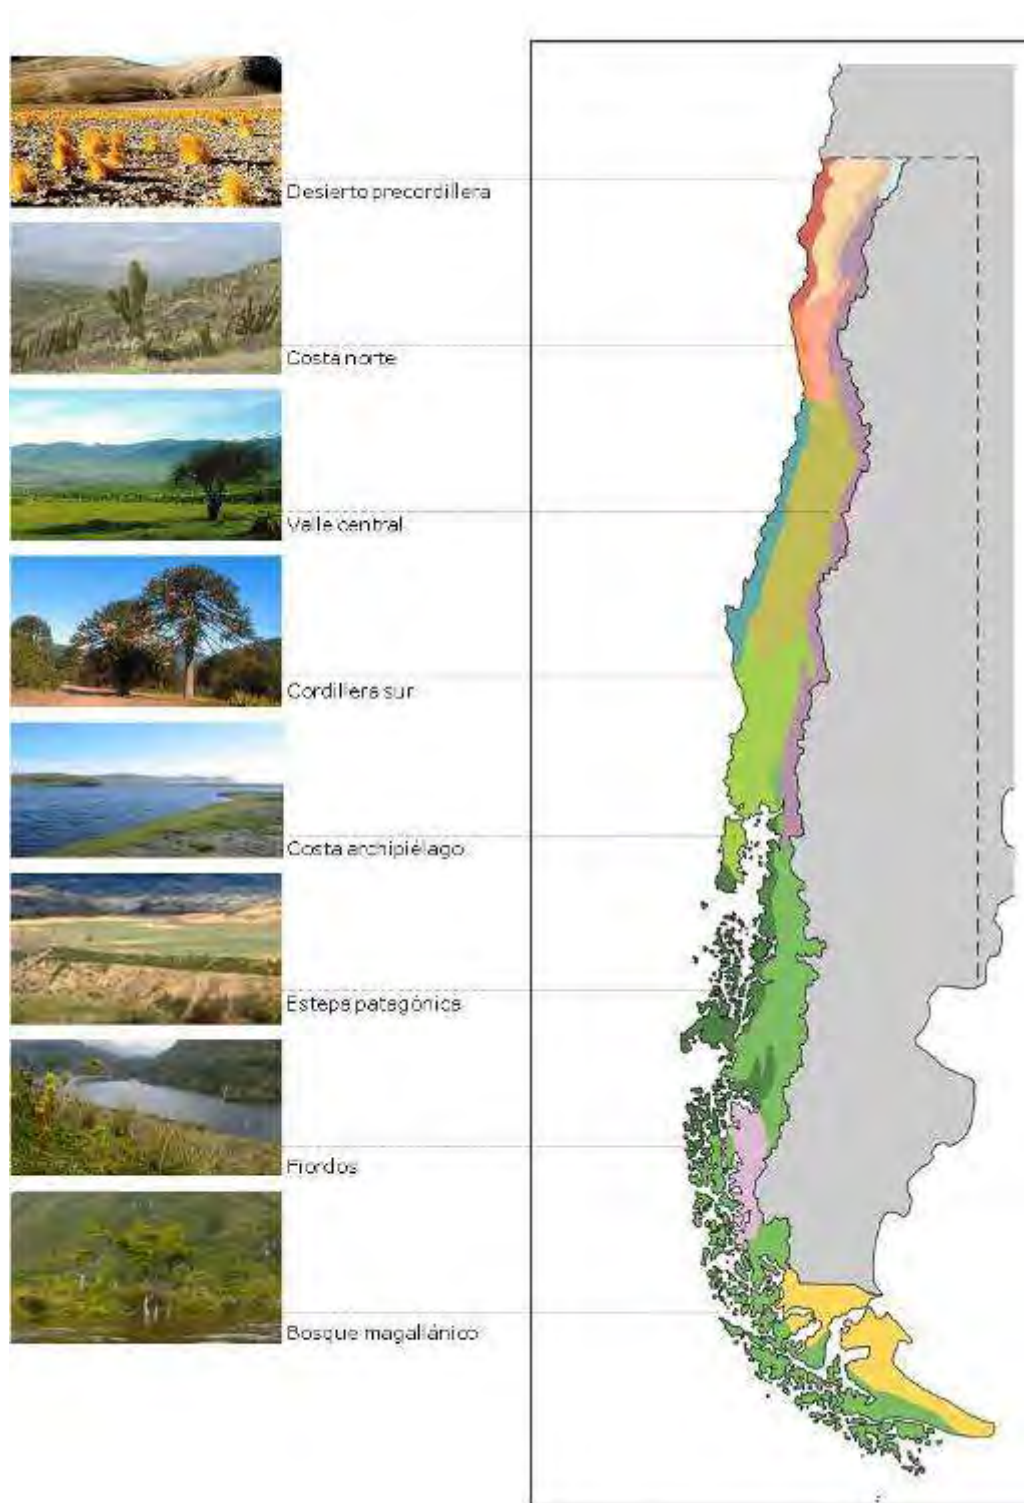 Desierto precordillera
Costa norte
Valle central
Cordillera sur
Costa archipiélago
Estepa patagónica
Fiordos
Bosque magallánico